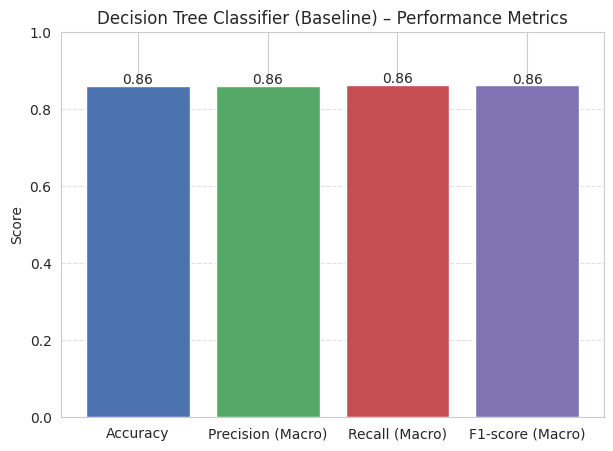 Decision Tree Classifier (Baseline) – Performance Metrics
1.0
0.8
0.6
0.4
0.2
0.0
Score
0.86 0.86 0.86 0.86
Accuracy Precision (Macro) Recall (Macro) F1-score (Macro)